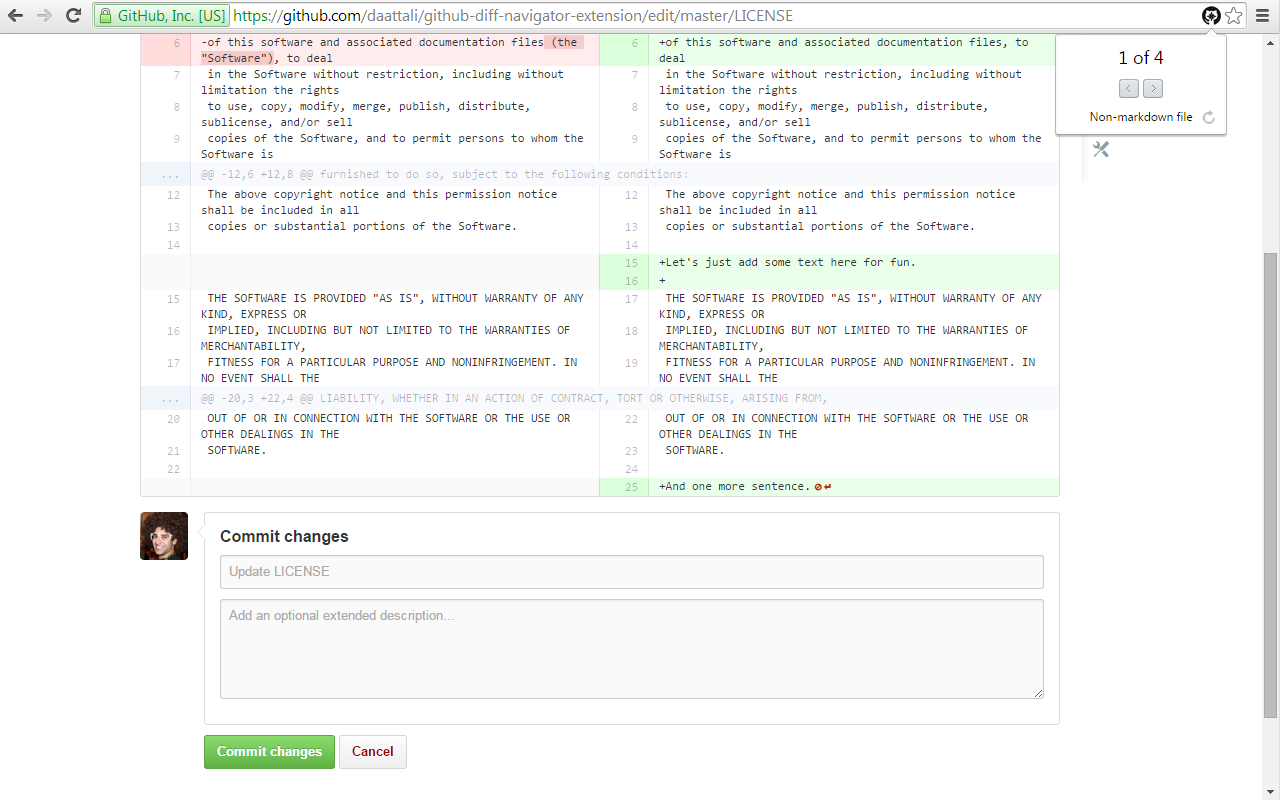 GitHub, Inc. [US] https://github.com/daattali/github-diff-navigator-extension/edit/master/LICENSE
1 of 4
< >
Non-markdown file
6 -of this software and associated documentation files (the 6 +of this software and associated documentation files, to
"Software"), to deal deal
7 in the Software without restriction, including without 7 in the Software without restriction, including without
limitation the rights limitation the rights
8 to use, copy, modify, merge, publish, distribute, 8 to use, copy, modify, merge, publish, distribute,
sublicense, and/or sell sublicense, and/or sell
9 copies of the Software, and to permit persons to whom the 9 copies of the Software, and to permit persons to whom the
Software is Software is
... @@ -12,6 +12,8 @@ furnished to do so, subject to the following conditions:
12 The above copyright notice and this permission notice 12 The above copyright notice and this permission notice
shall be included in all shall be included in all
13 copies or substantial portions of the Software. 13 copies or substantial portions of the Software.
14 14
15 +Let's just add some text here for fun.
16 +
15 THE SOFTWARE IS PROVIDED "AS IS", WITHOUT WARRANTY OF ANY 17 THE SOFTWARE IS PROVIDED "AS IS", WITHOUT WARRANTY OF ANY
KIND, EXPRESS OR KIND, EXPRESS OR
16 IMPLIED, INCLUDING BUT NOT LIMITED TO THE WARRANTIES OF 18 IMPLIED, INCLUDING BUT NOT LIMITED TO THE WARRANTIES OF
MERCHANTABILITY, MERCHANTABILITY,
17 FITNESS FOR A PARTICULAR PURPOSE AND NONINFRINGEMENT. IN 19 FITNESS FOR A PARTICULAR PURPOSE AND NONINFRINGEMENT. IN
NO EVENT SHALL THE NO EVENT SHALL THE
... @@ -20,3 +22,4 @@ LIABILITY, WHETHER IN AN ACTION OF CONTRACT, TORT OR OTHERWISE, ARISING FROM,
20 OUT OF OR IN CONNECTION WITH THE SOFTWARE OR THE USE OR 22 OUT OF OR IN CONNECTION WITH THE SOFTWARE OR THE USE OR
OTHER DEALINGS IN THE OTHER DEALINGS IN THE
21 SOFTWARE. 23 SOFTWARE.
22 24
25 +And one more sentence.
Commit changes
Update LICENSE
Add an optional extended description...
Commit changes Cancel